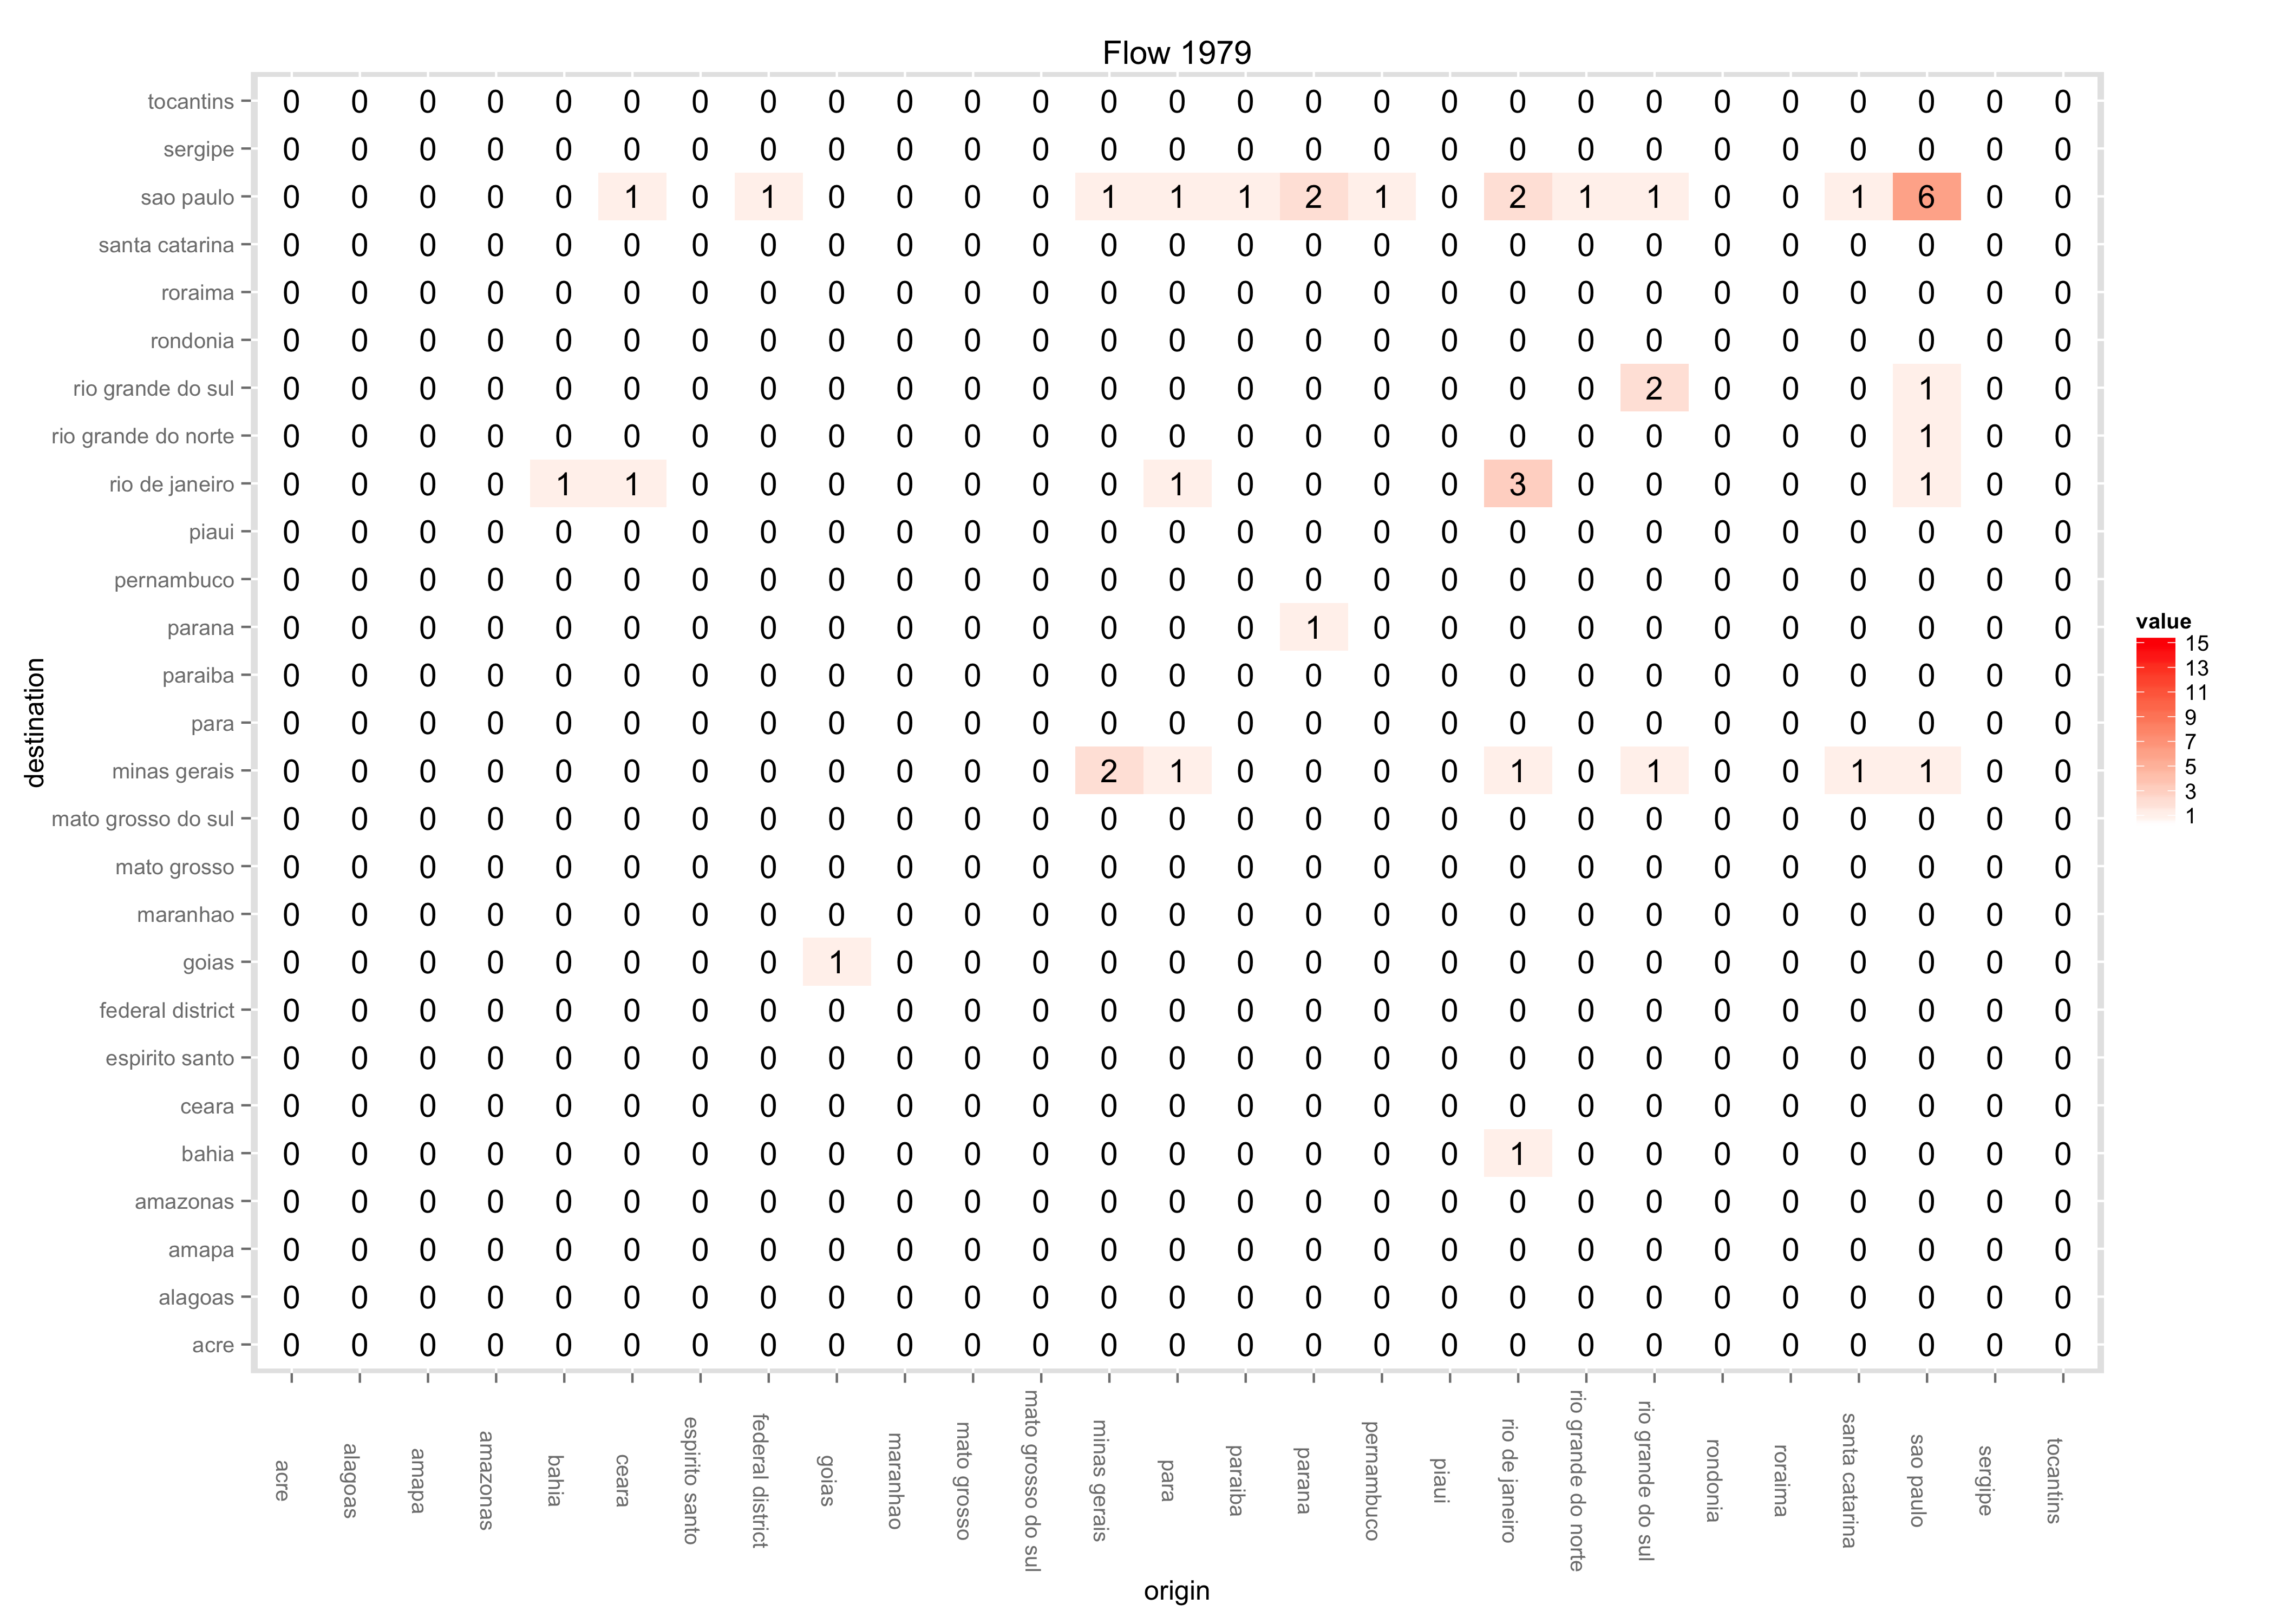 Flow 1979
tocantins 0 0 0 0 0 0 0 0 0 0 0 0 0 0 0 0 0 0 0 0 0 0 0 0 0 0 0
sergipe 0 0 0 0 0 0 0 0 0 0 0 0 0 0 0 0 0 0 0 0 0 0 0 0 0 0 0
sao paulo 0 0 0 0 0 1 0 1 0 0 0 0 1 1 1 2 1 0 2 1 1 0 0 1 6 0 0
santa catarina 0 0 0 0 0 0 0 0 0 0 0 0 0 0 0 0 0 0 0 0 0 0 0 0 0 0 0
roraima 0 0 0 0 0 0 0 0 0 0 0 0 0 0 0 0 0 0 0 0 0 0 0 0 0 0 0
rondonia 0 0 0 0 0 0 0 0 0 0 0 0 0 0 0 0 0 0 0 0 0 0 0 0 0 0 0
rio grande do sul 0 0 0 0 0 0 0 0 0 0 0 0 0 0 0 0 0 0 0 0 2 0 0 0 1 0 0
rio grande do norte 0 0 0 0 0 0 0 0 0 0 0 0 0 0 0 0 0 0 0 0 0 0 0 0 1 0 0
rio de janeiro 0 0 0 0 1 1 0 0 0 0 0 0 0 1 0 0 0 0 3 0 0 0 0 0 1 0 0
piaui 0 0 0 0 0 0 0 0 0 0 0 0 0 0 0 0 0 0 0 0 0 0 0 0 0 0 0
pernambuco 0 0 0 0 0 0 0 0 0 0 0 0 0 0 0 0 0 0 0 0 0 0 0 0 0 0 0
parana 0 0 0 0 0 0 0 0 0 0 0 0 0 0 0 1 0 0 0 0 0 0 0 0 0 0 0
paraiba 0 0 0 0 0 0 0 0 0 0 0 0 0 0 0 0 0 0 0 0 0 0 0 0 0 0 0
para 0 0 0 0 0 0 0 0 0 0 0 0 0 0 0 0 0 0 0 0 0 0 0 0 0 0 0
minas gerais 0 0 0 0 0 0 0 0 0 0 0 0 2 1 0 0 0 0 1 0 1 0 0 1 1 0 0
mato grosso do sul 0 0 0 0 0 0 0 0 0 0 0 0 0 0 0 0 0 0 0 0 0 0 0 0 0 0 0
mato grosso 0 0 0 0 0 0 0 0 0 0 0 0 0 0 0 0 0 0 0 0 0 0 0 0 0 0 0
maranhao 0 0 0 0 0 0 0 0 0 0 0 0 0 0 0 0 0 0 0 0 0 0 0 0 0 0 0
goias 0 0 0 0 0 0 0 0 1 0 0 0 0 0 0 0 0 0 0 0 0 0 0 0 0 0 0
federal district 0 0 0 0 0 0 0 0 0 0 0 0 0 0 0 0 0 0 0 0 0 0 0 0 0 0 0
espirito santo 0 0 0 0 0 0 0 0 0 0 0 0 0 0 0 0 0 0 0 0 0 0 0 0 0 0 0
ceara 0 0 0 0 0 0 0 0 0 0 0 0 0 0 0 0 0 0 0 0 0 0 0 0 0 0 0
bahia 0 0 0 0 0 0 0 0 0 0 0 0 0 0 0 0 0 0 1 0 0 0 0 0 0 0 0
amazonas 0 0 0 0 0 0 0 0 0 0 0 0 0 0 0 0 0 0 0 0 0 0 0 0 0 0 0
amapa 0 0 0 0 0 0 0 0 0 0 0 0 0 0 0 0 0 0 0 0 0 0 0 0 0 0 0
alagoas 0 0 0 0 0 0 0 0 0 0 0 0 0 0 0 0 0 0 0 0 0 0 0 0 0 0 0
acre 0 0 0 0 0 0 0 0 0 0 0 0 0 0 0 0 0 0 0 0 0 0 0 0 0 0 0
destination
acre
alagoas
amapa
amazonas
bahia
ceara
espirito santo
federal district
goias
maranhao
mato grosso
mato grosso do sul
minas gerais
para
paraiba
parana
pernambuco
piaui
rio de janeiro
rio grande do norte
rio grande do sul
rondonia
roraima
santa catarina
sao paulo
sergipe
tocantins
origin
value
15
13
11
9
7
5
3
1